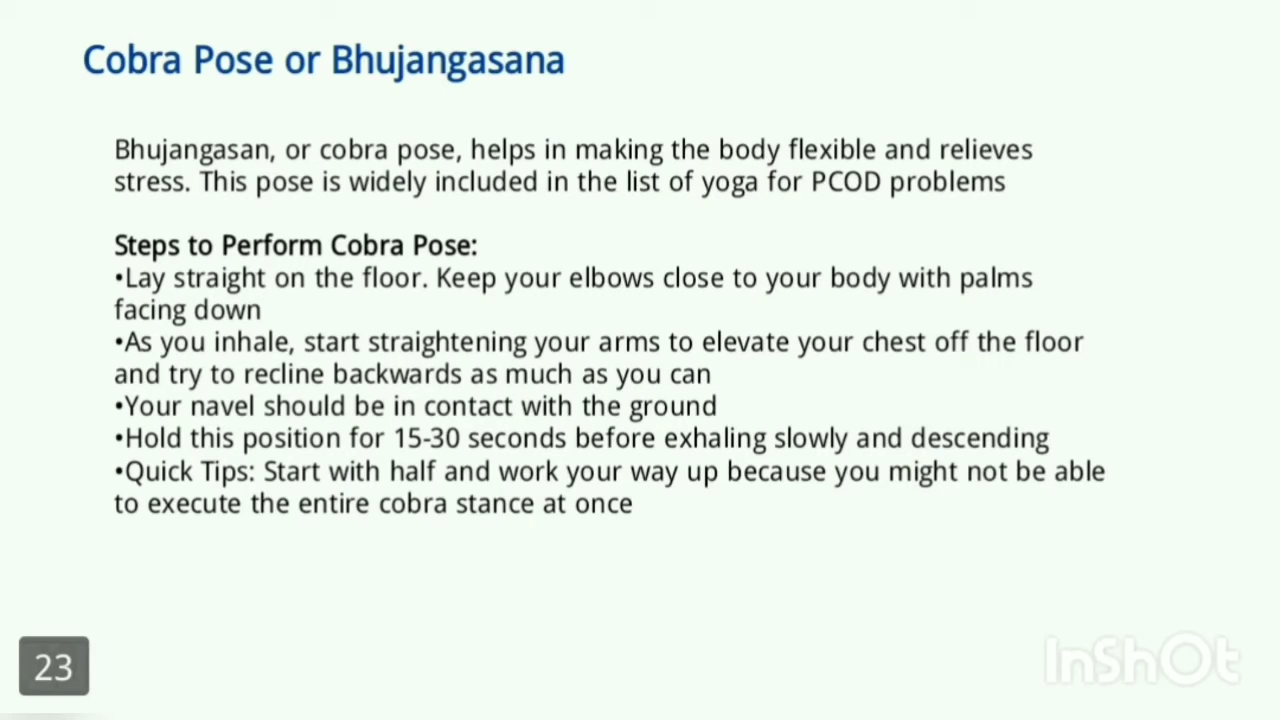 Cobra Pose or Bhujangasana
Bhujangasan, or cobra pose, helps in making the body flexible and relieves
stress. This pose is widely included in the list of yoga for PCOD problems
Steps to Perform Cobra Pose:
•Lay straight on the floor. Keep your elbows close to your body with palms
facing down
•As you inhale, start straightening your arms to elevate your chest off the floor
and try to recline backwards as much as you can
•Your navel should be in contact with the ground
•Hold this position for 15-30 seconds before exhaling slowly and descending
•Quick Tips: Start with half and work your way up because you might not be able
to execute the entire cobra stance at once
23
InShOt